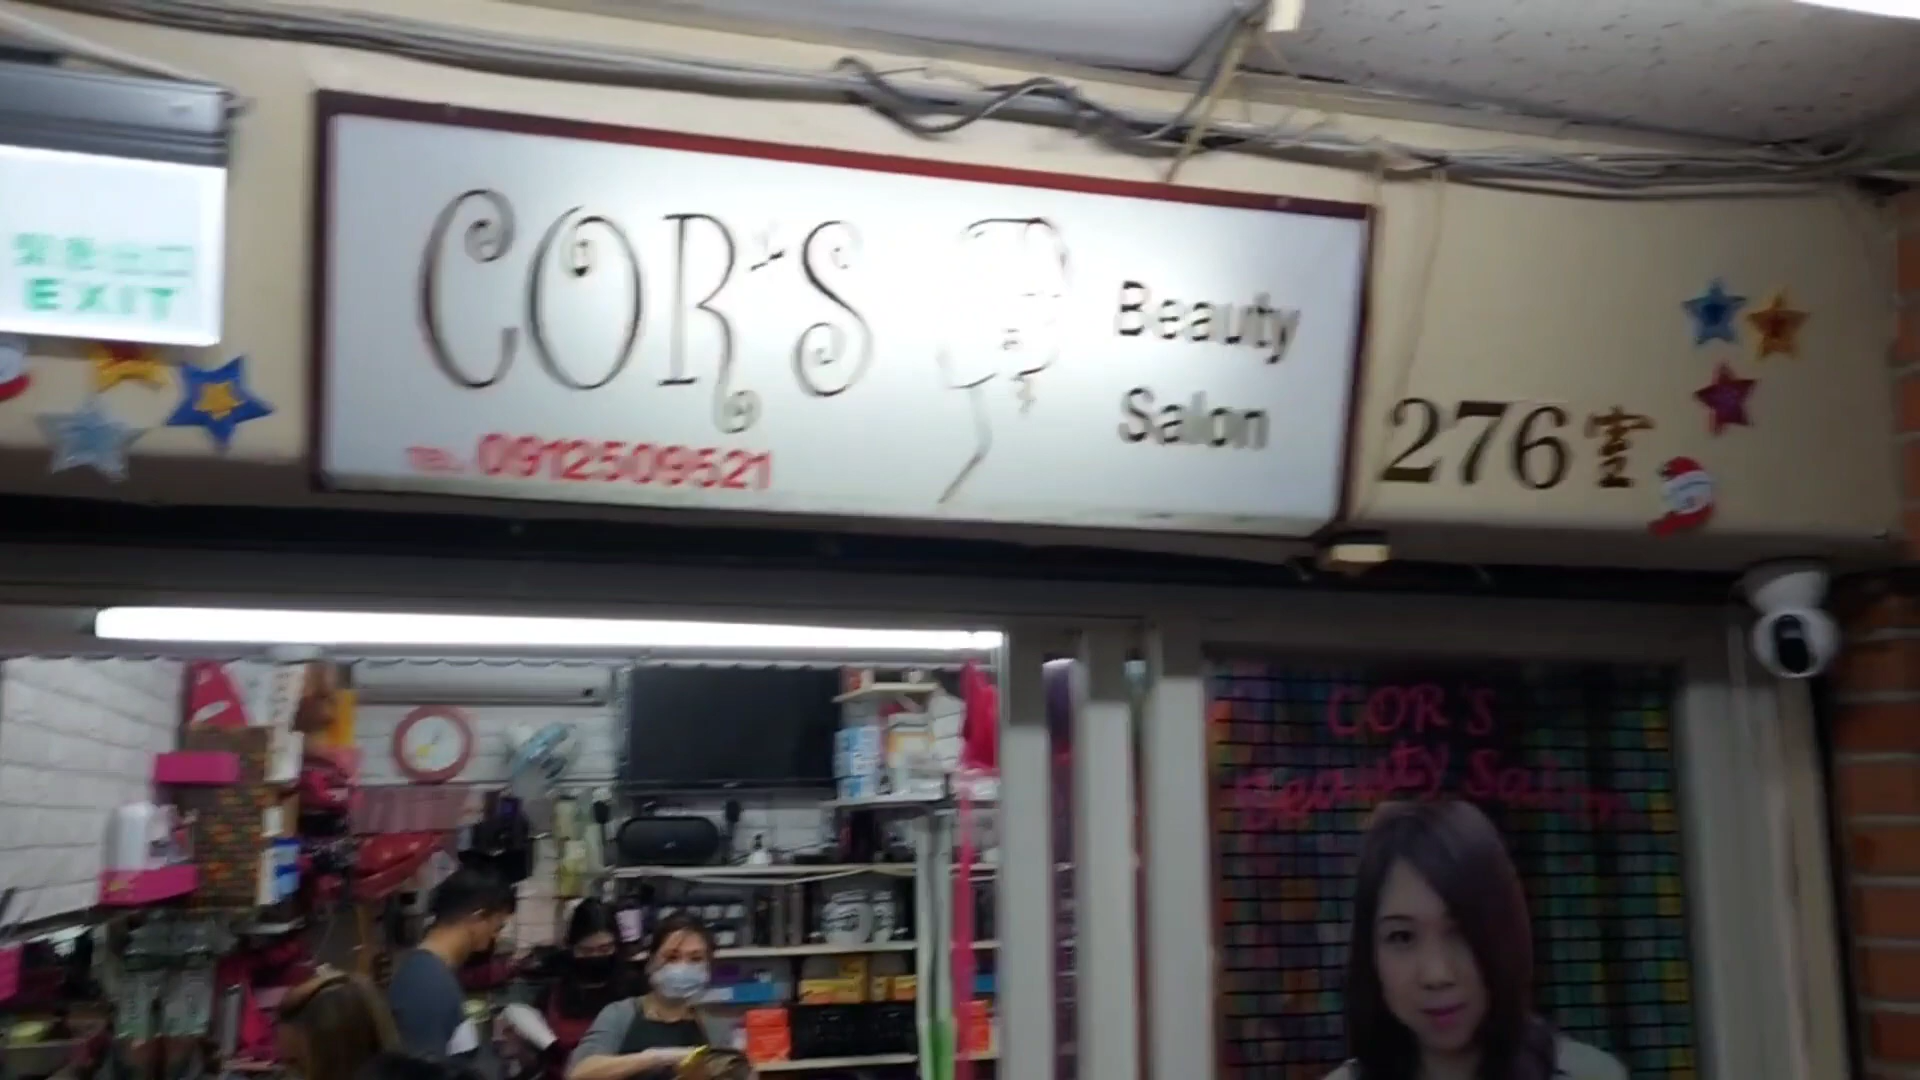 緊急出口
EXIT
COR'S
Beauty
Salon
TEL. 0912509521
276室
COR'S
Beauty Salon